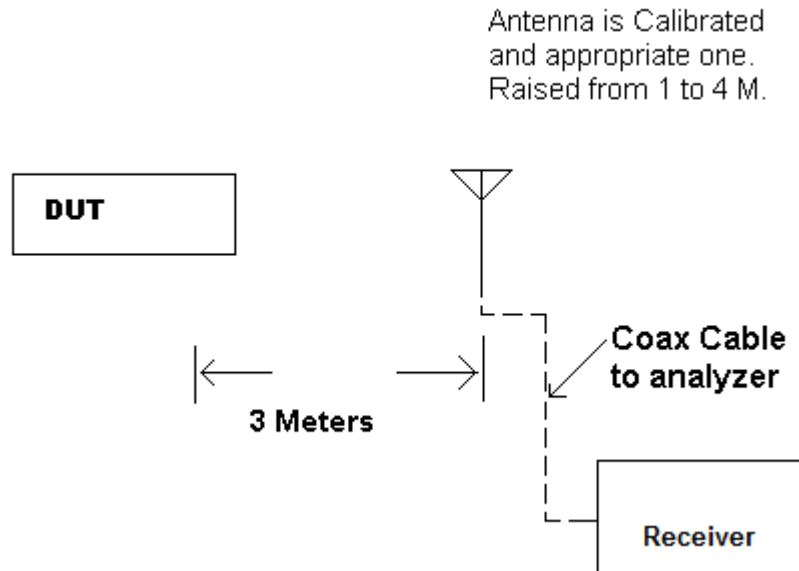 Antenna is Calibrated
and appropriate one.
Raised from 1 to 4 M.
DUT
Coax Cable
to analyzer
3 Meters
Receiver